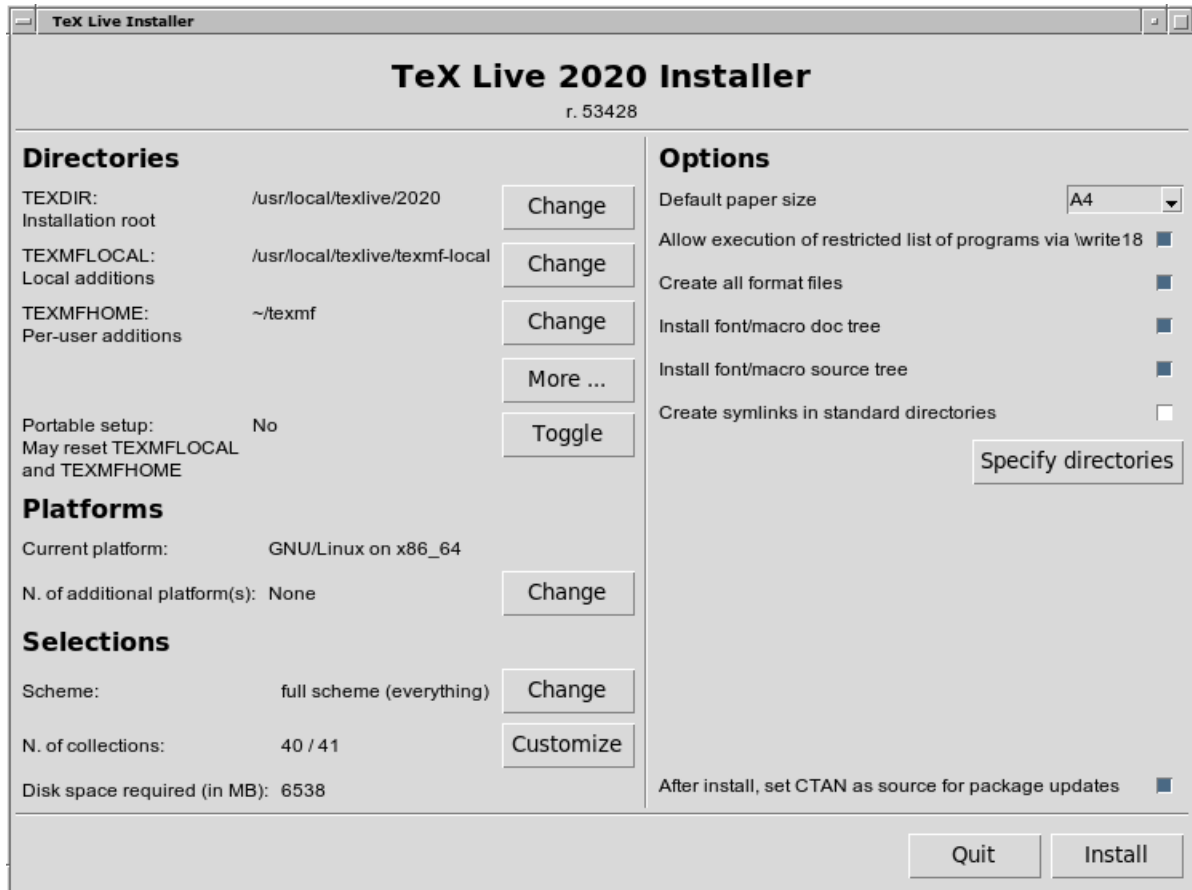 TeX Live Installer
TeX Live 2020 Installer
r. 53428
Directories
TEXDIR: /usr/local/texlive/2020 Change
Installation root
TEXMFLOCAL: /usr/local/texlive/texmf-local Change
Local additions
TEXMFHOME: ~/texmf Change
Per-user additions
More ...
Portable setup: No Toggle
May reset TEXMFLOCAL
and TEXMFHOME
Platforms
Current platform: GNU/Linux on x86_64
N. of additional platform(s): None Change
Selections
Scheme: full scheme (everything) Change
N. of collections: 40 / 41 Customize
Disk space required (in MB): 6538
Options
Default paper size A4
Allow execution of restricted list of programs via \write18
Create all format files
Install font/macro doc tree
Install font/macro source tree
Create symlinks in standard directories
Specify directories
After install, set CTAN as source for package updates
Quit Install